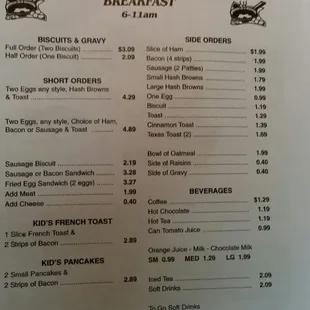 BREAKFAST
6-11am
BISCUITS & GRAVY
Full Order (Two Biscuits) $3.09
Half Order (One Biscuit) 2.09
SHORT ORDERS
Two Eggs any style, Hash Browns
& Toast 4.29
Two Eggs, any style, Choice of Ham,
Bacon or Sausage & Toast 4.89
Sausage Biscuit 2.19
Sausage or Bacon Sandwich 3.28
Fried Egg Sandwich (2 eggs) 3.27
Add Meat 1.99
Add Cheese 0.40
KID'S FRENCH TOAST
1 Slice French Toast &
2 Strips of Bacon 2.89
KID'S PANCAKES
2 Small Pancakes &
2 Strips of Bacon 2.89
SIDE ORDERS
Slice of Ham $1.99
Bacon (4 strips) 1.99
Sausage (2 Patties) 1.99
Small Hash Browns 1.79
Large Hash Browns 1.99
One Egg 0.99
Biscuit 1.19
Toast 1.29
Cinnamon Toast 1.39
Texas Toast (2) 1.89
Bowl of Oatmeal 1.99
Side of Raisins 0.40
Side of Gravy 0.40
BEVERAGES
Coffee $1.29
Hot Chocolate 1.19
Hot Tea 1.19
Can Tomato Juice 0.99
Orange Juice - Milk - Chocolate Milk
SM 0.99 MED 1.29 LG 1.99
Iced Tea 2.09
Soft Drinks 2.09
To Go Soft Drinks